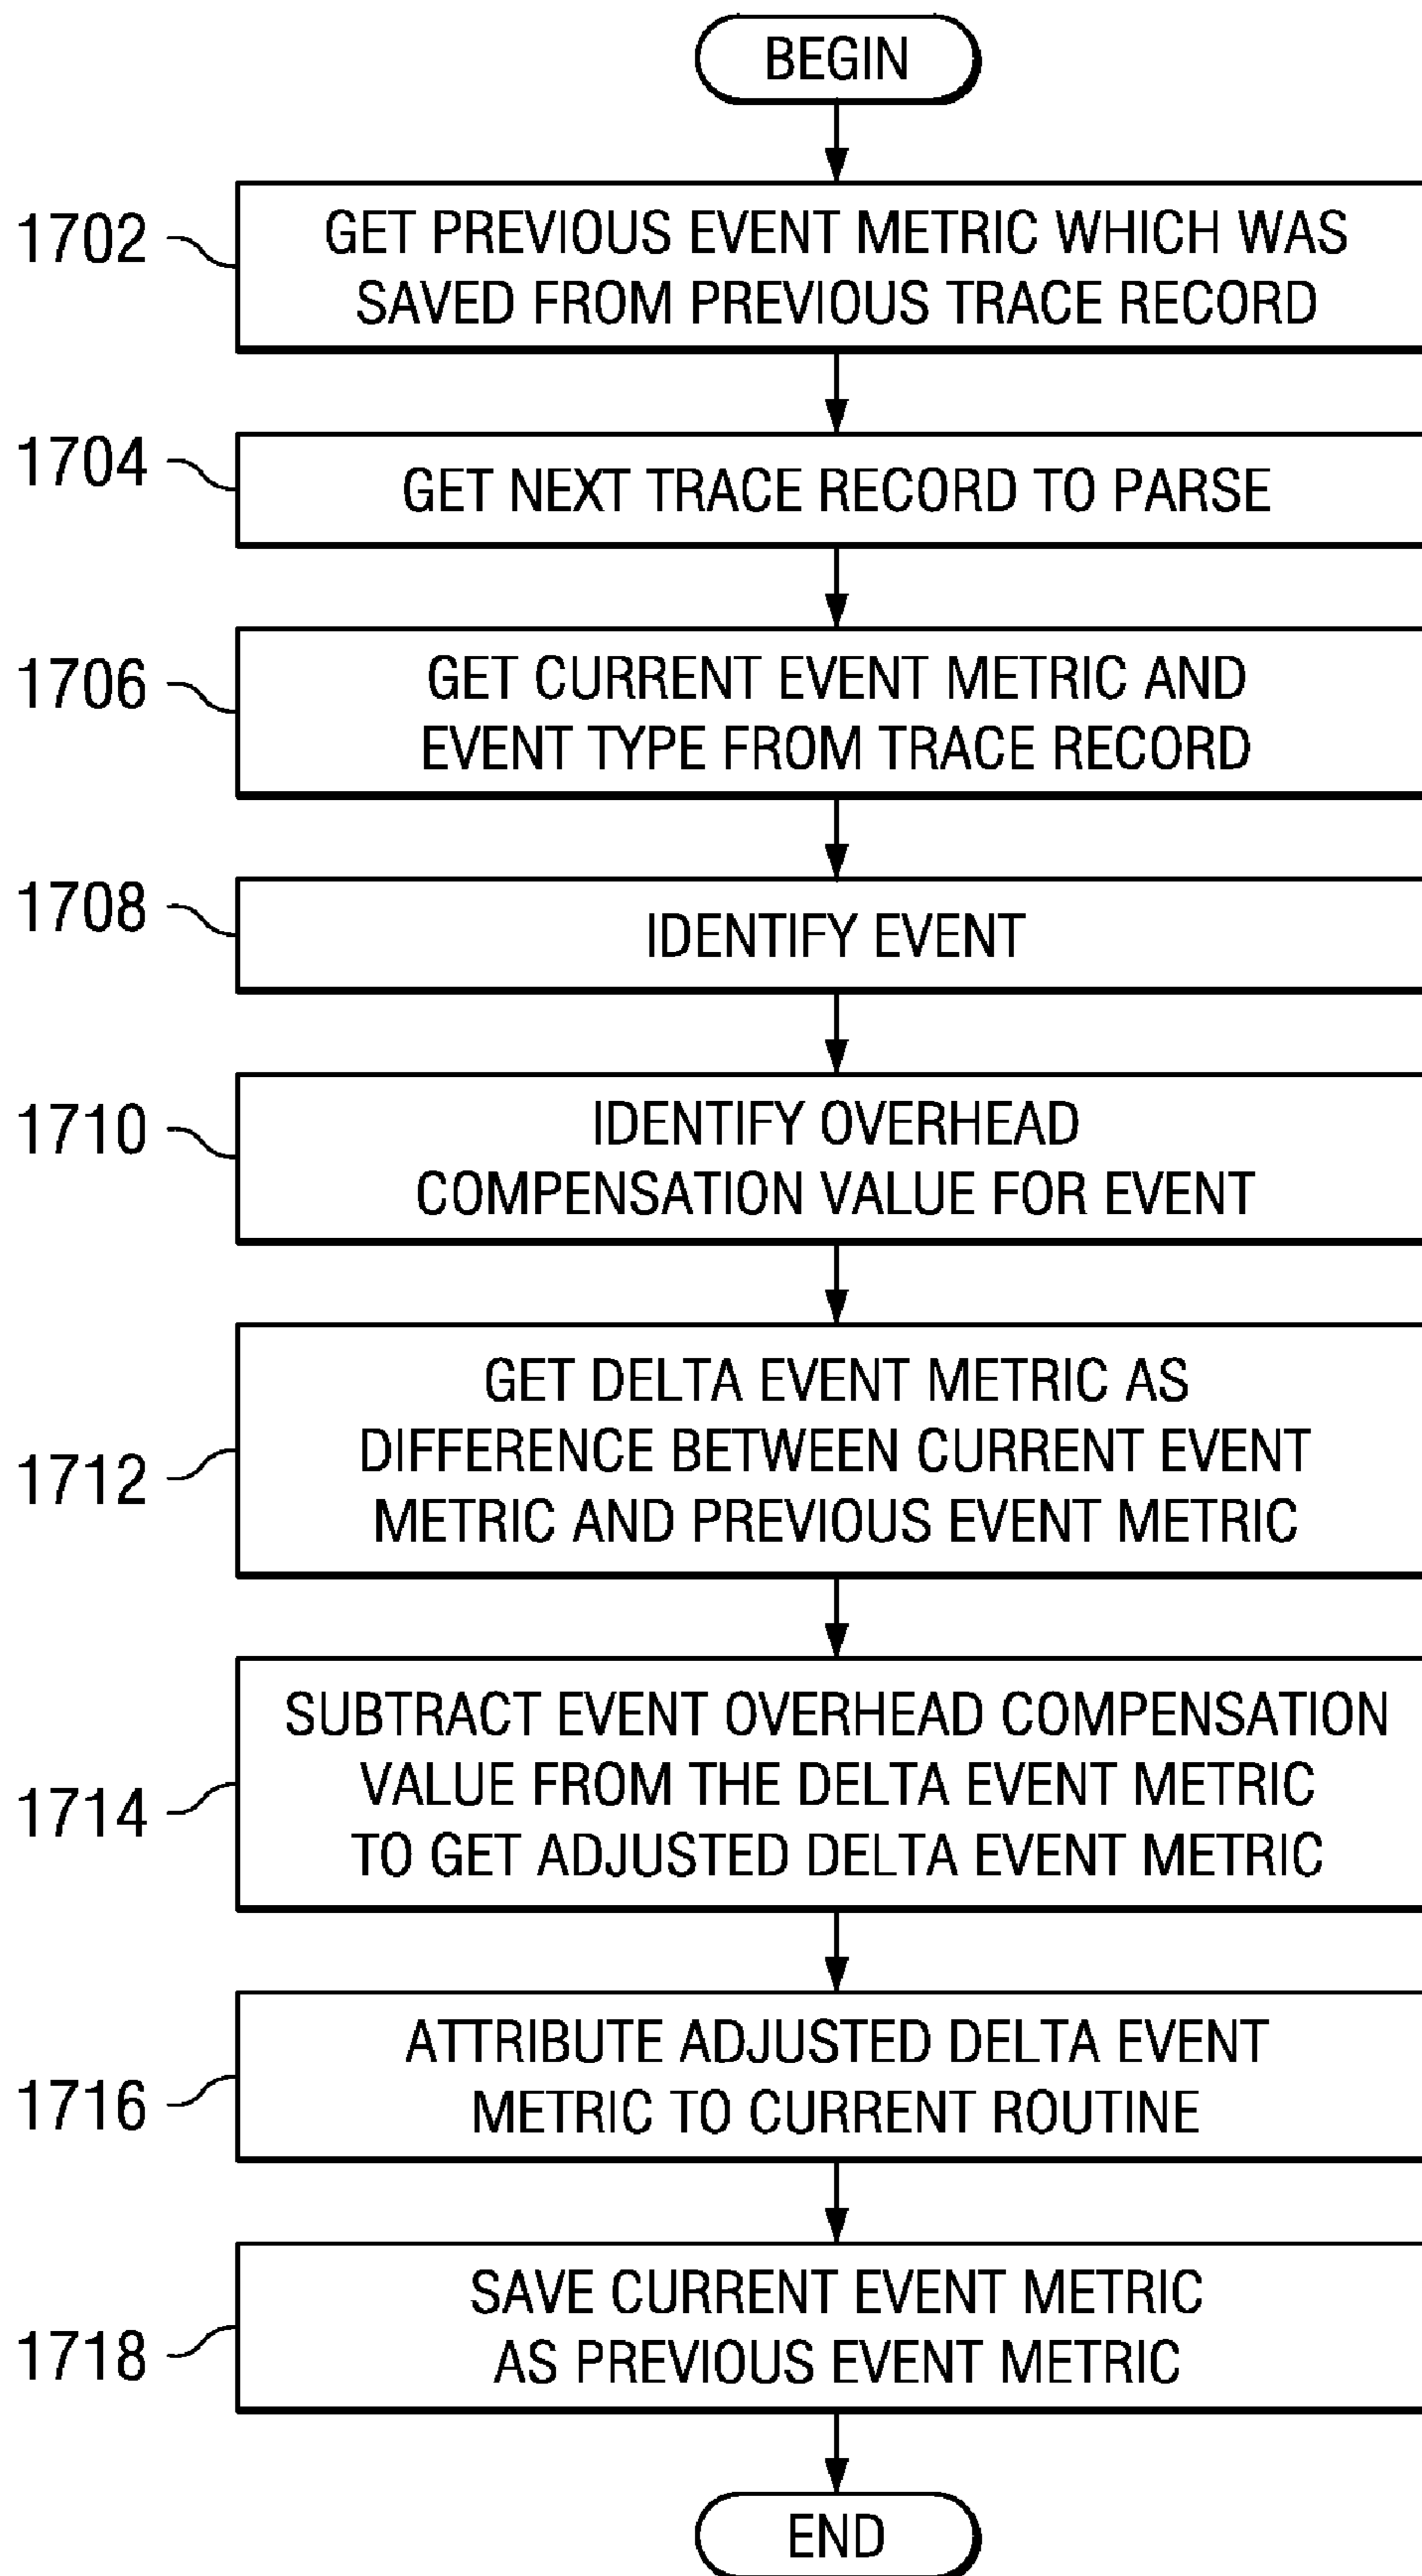 BEGIN
1702
GET PREVIOUS EVENT METRIC WHICH WAS
SAVED FROM PREVIOUS TRACE RECORD
1704
GET NEXT TRACE RECORD TO PARSE
1706
GET CURRENT EVENT METRIC AND
EVENT TYPE FROM TRACE RECORD
1708
IDENTIFY EVENT
1710
IDENTIFY OVERHEAD
COMPENSATION VALUE FOR EVENT
1712
GET DELTA EVENT METRIC AS
DIFFERENCE BETWEEN CURRENT EVENT
METRIC AND PREVIOUS EVENT METRIC
1714
SUBTRACT EVENT OVERHEAD COMPENSATION
VALUE FROM THE DELTA EVENT METRIC
TO GET ADJUSTED DELTA EVENT METRIC
1716
ATTRIBUTE ADJUSTED DELTA EVENT
METRIC TO CURRENT ROUTINE
1718
SAVE CURRENT EVENT METRIC
AS PREVIOUS EVENT METRIC
END